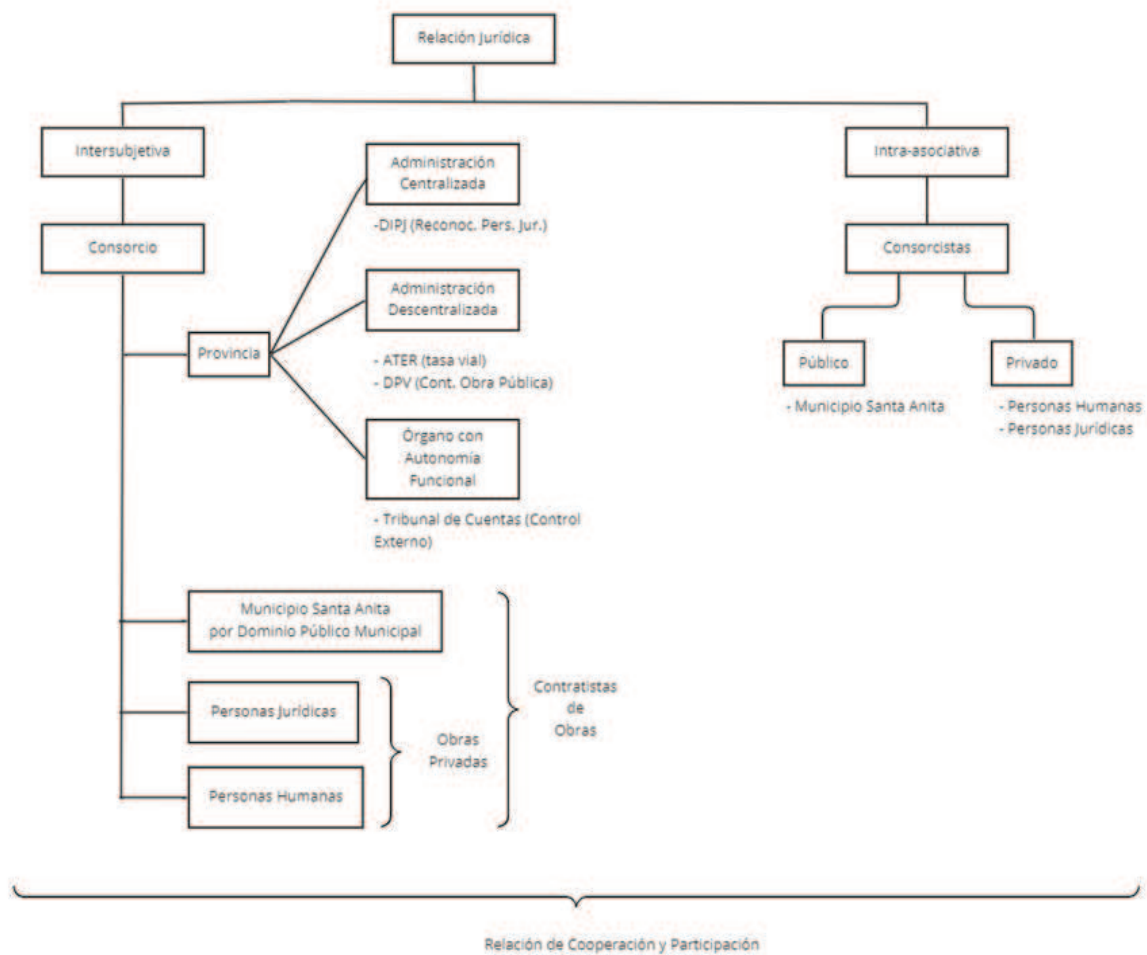 Relación Jurídica
Intersubjetiva
Consorcio
Provincia
Administración
Centralizada
-DIPJ (Reconoc. Pers. Jur.)
Administración
Descentralizada
- ATER (tasa vial)
- DPV (Cont. Obra Pública)
Órgano con
Autonomía
Funcional
- Tribunal de Cuentas (Control
Externo)
Municipio Santa Anita
por Dominio Público Municipal
Personas Jurídicas
Personas Humanas
Obras
Privadas
Contratistas
de
Obras
Intra-asociativa
Consorcistas
Público
- Municipio Santa Anita
Privado
- Personas Humanas
- Personas Jurídicas
Relación de Cooperación y Participación